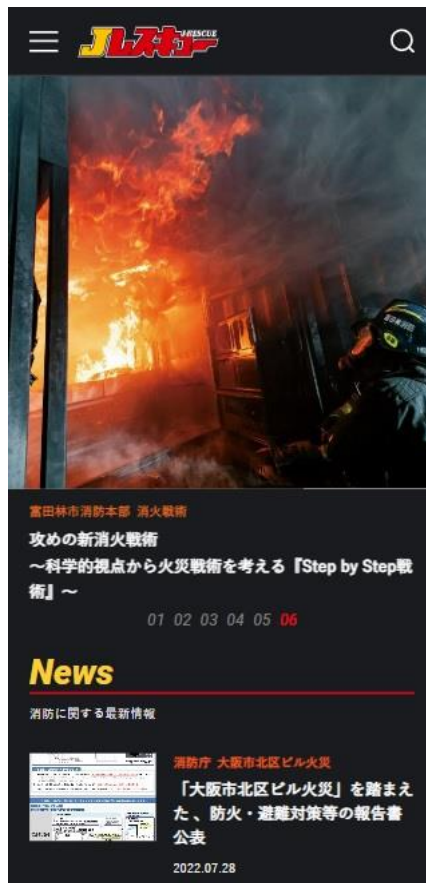 Jレスキュー
J-RESCUE
富田林市消防本部 消火戦術
攻めの新消火戦術
～科学的視点から火災戦術を考える『Step by Step戦
術』～
01 02 03 04 05 06
News
消防に関する最新情報
消防庁 大阪市北区ビル火災
「大阪市北区ビル火災」を踏まえ
た 、防火・避難対策等の報告書
公表
2022.07.28